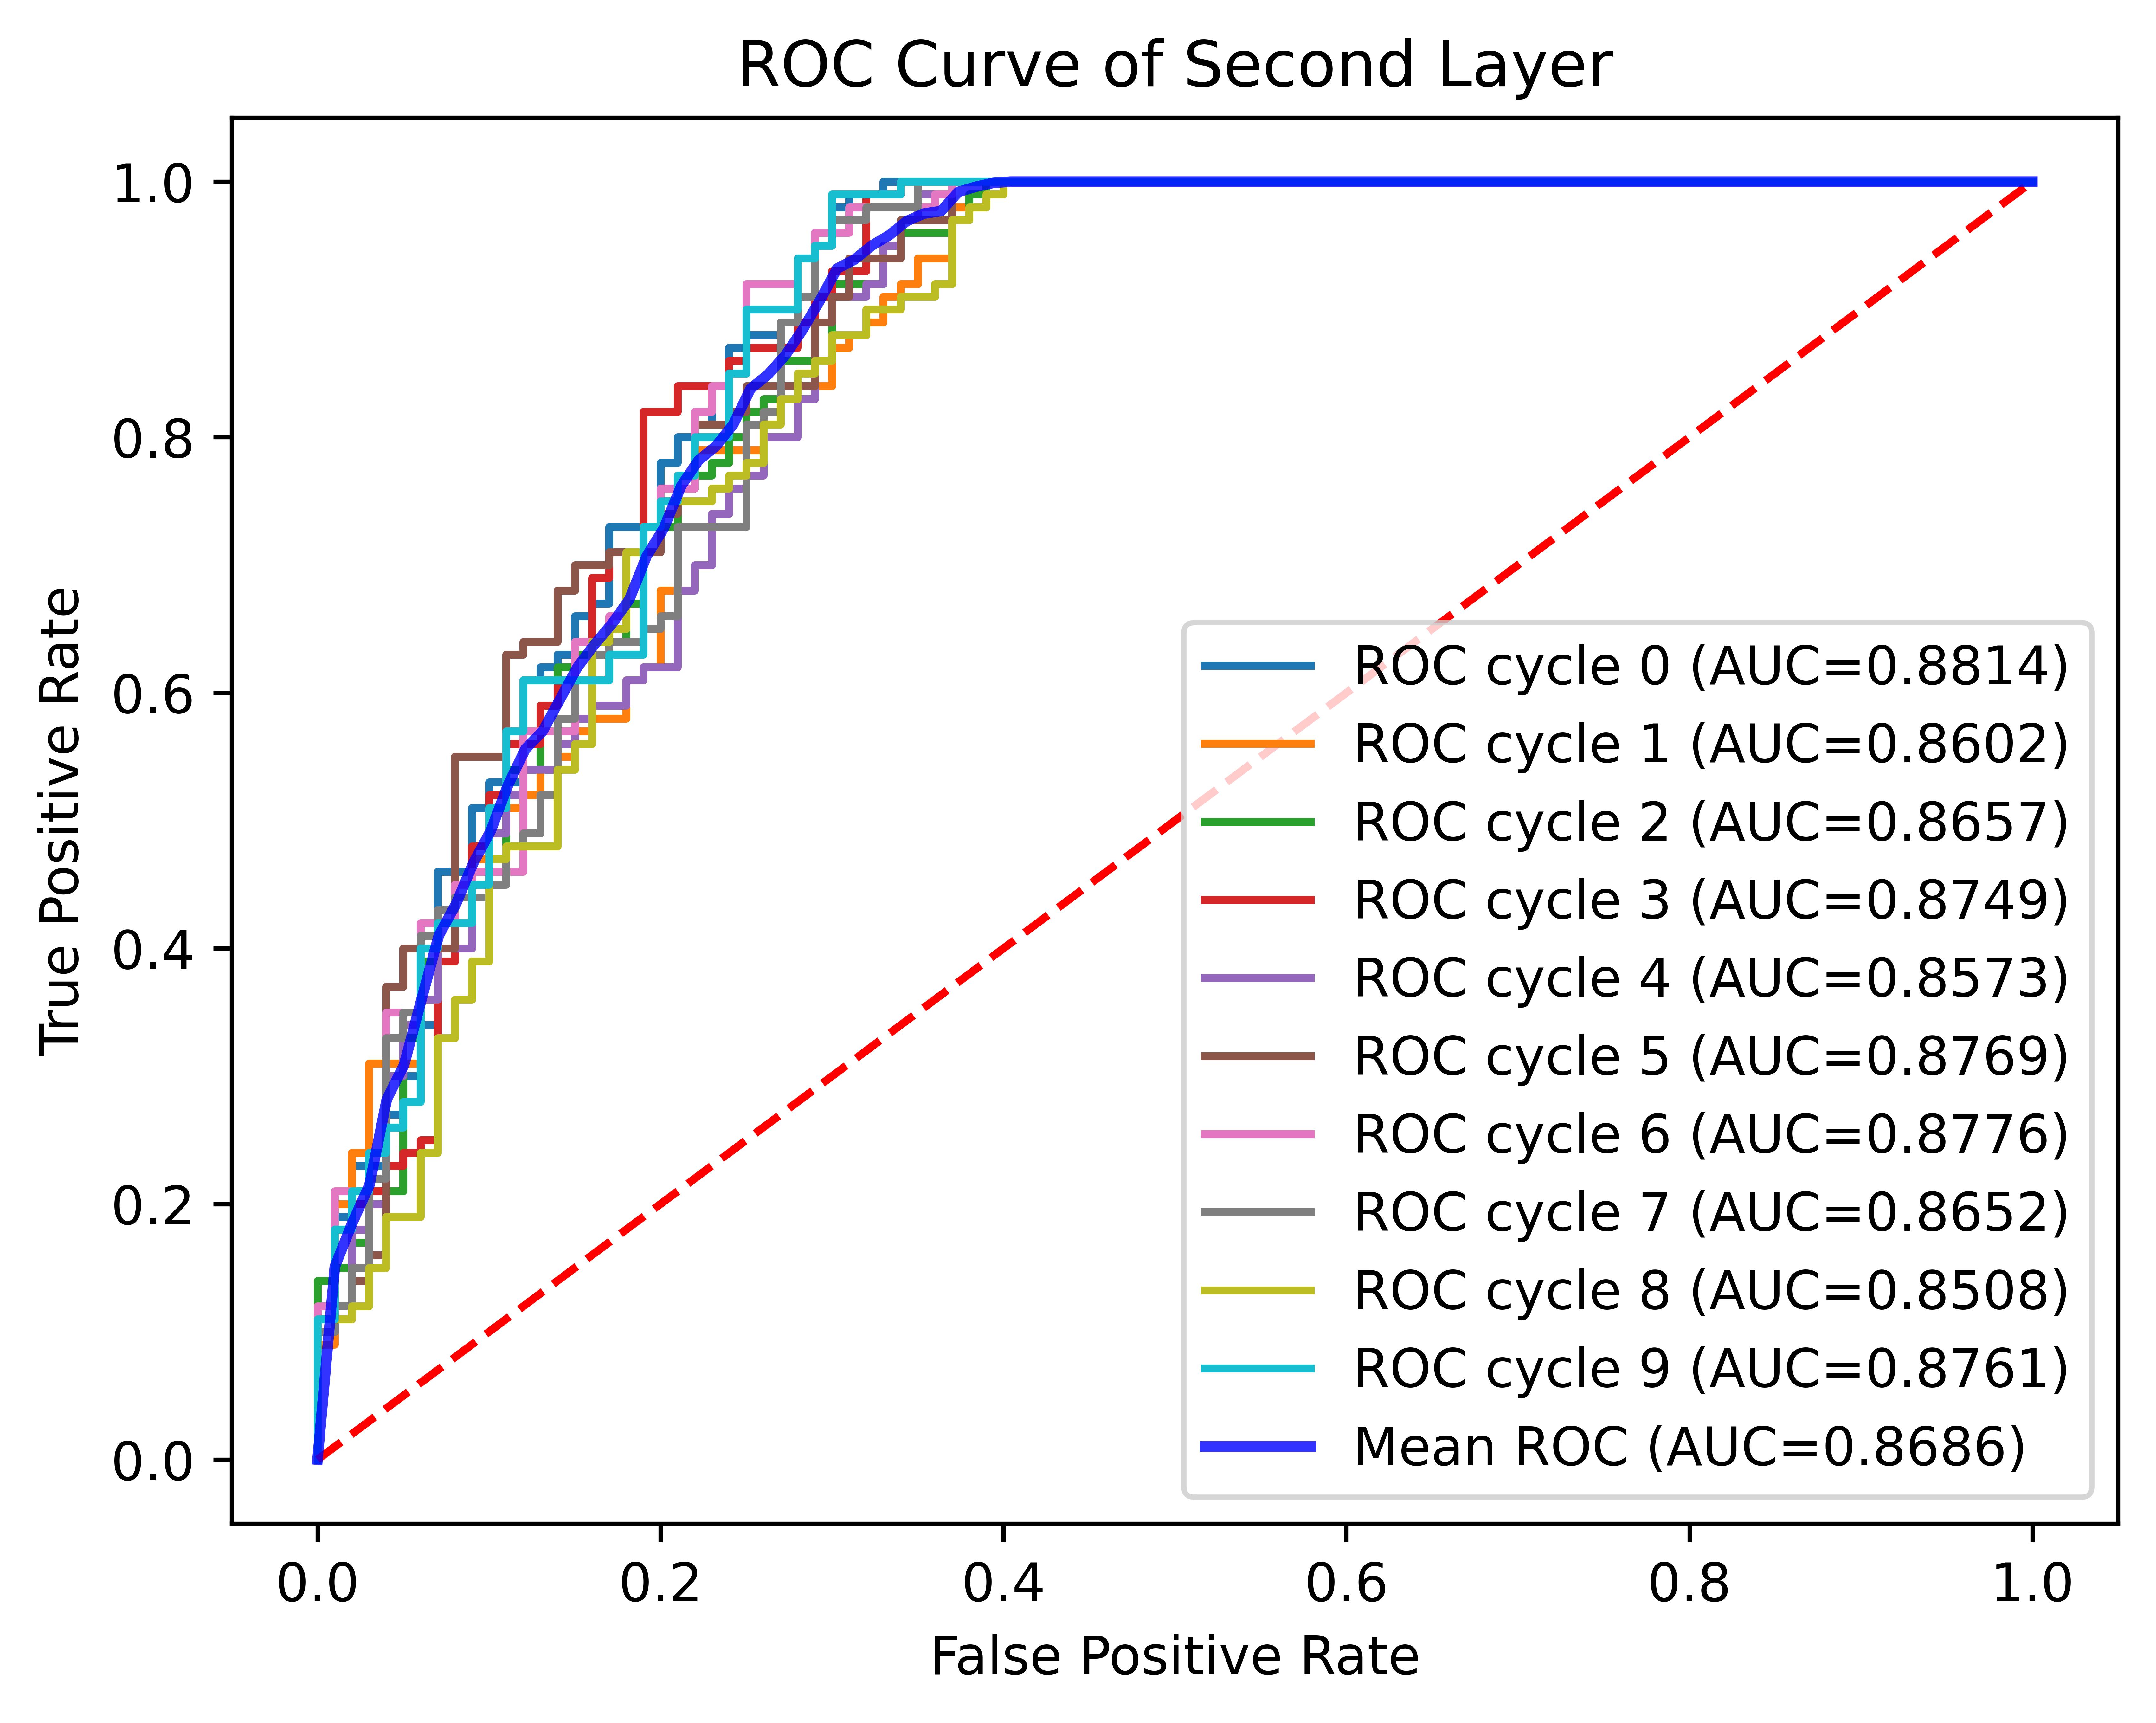 ROC Curve of Second Layer
True Positive Rate
1.0
0.8
0.6
0.4
0.2
0.0
ROC cycle 0 (AUC=0.8814)
ROC cycle 1 (AUC=0.8602)
ROC cycle 2 (AUC=0.8657)
ROC cycle 3 (AUC=0.8749)
ROC cycle 4 (AUC=0.8573)
ROC cycle 5 (AUC=0.8769)
ROC cycle 6 (AUC=0.8776)
ROC cycle 7 (AUC=0.8652)
ROC cycle 8 (AUC=0.8508)
ROC cycle 9 (AUC=0.8761)
Mean ROC (AUC=0.8686)
0.0 0.2 0.4 0.6 0.8 1.0
False Positive Rate